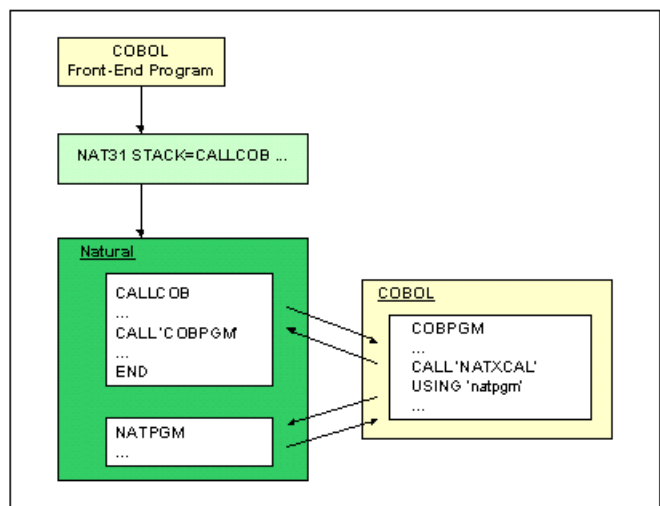 COBOL
Front-End Program
NAT31 STACK=CALLCOB ...
Natural
CALLCOB
...
CALL'COBPGM'
...
END
NATPGM
...
COBOL
COBPGM
...
CALL'NATXCAL'
USING 'natpgm'
...